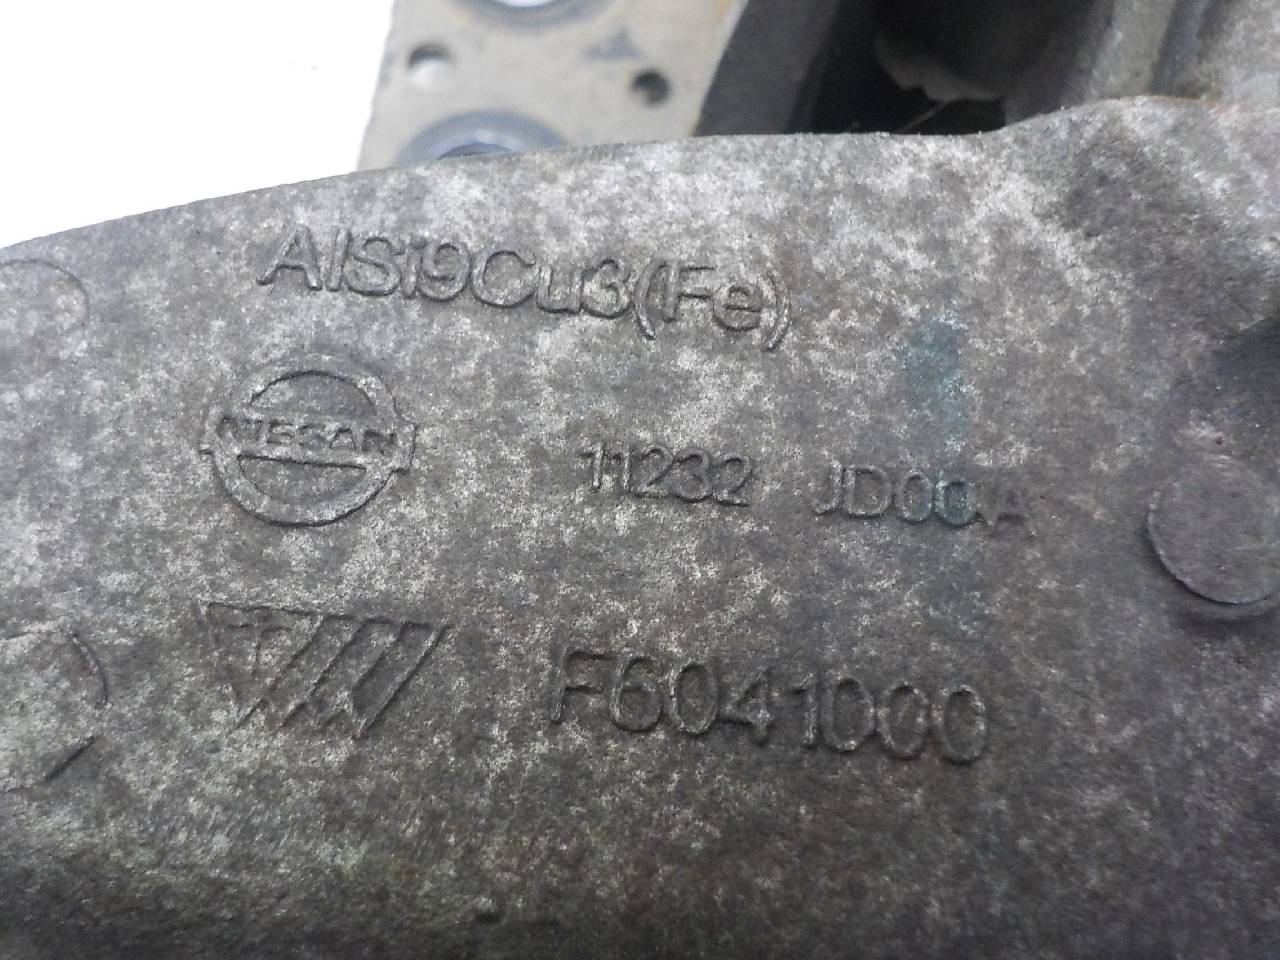 AlSi9Cu3(Fe)
NISSAN
11232 JD00A
F6041000